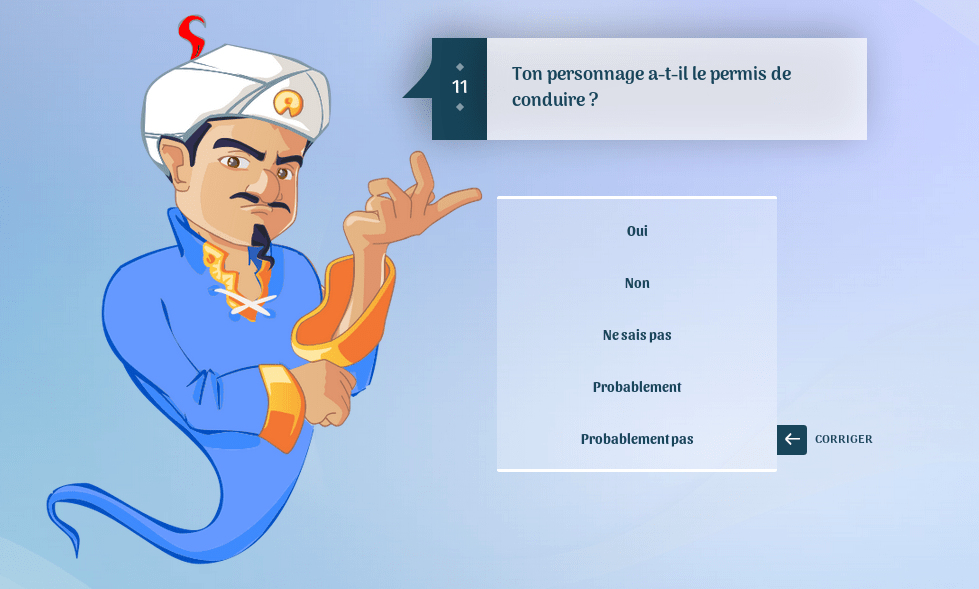 11
Ton personnage a-t-il le permis de
conduire ?
Oui
Non
Ne sais pas
Probablement
Probablement pas
CORRIGER